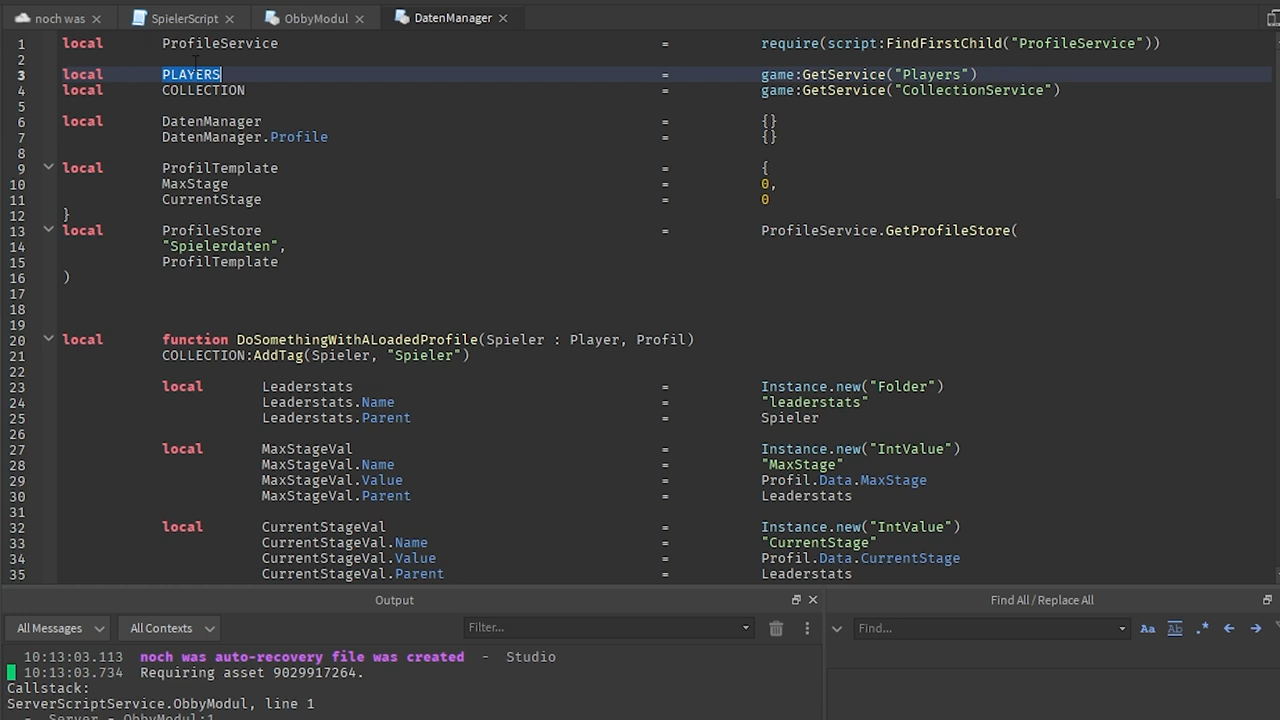 noch was SpielerScript ObbyModul DatenManager
1 local ProfileService = require(script:FindFirstChild("ProfileService"))
2
3 local PLAYERS = game:GetService("Players")
4 local COLLECTION = game:GetService("CollectionService")
5
6 local DatenManager = {}
7 DatenManager.Profile = {}
8
9 local ProfilTemplate = {
10 MaxStage 0,
11 CurrentStage = 0
12 }
13 local ProfileStore = ProfileService.GetProfileStore(
14 "Spielerdaten",
15 ProfilTemplate
16 )
17
18
19
20 local function DoSomethingWithALoadedProfile(Spieler : Player, Profil)
21 COLLECTION:AddTag(Spieler, "Spieler")
22
23 local Leaderstats = Instance.new("Folder")
24 Leaderstats.Name = "leaderstats"
25 Leaderstats.Parent = Spieler
26
27 local MaxStageVal = Instance.new("IntValue")
28 MaxStageVal.Name = "MaxStage"
29 MaxStageVal.Value = Profil.Data.MaxStage
30 MaxStageVal.Parent = Leaderstats
31
32 local CurrentStageVal = Instance.new("IntValue")
33 CurrentStageVal.Name = "CurrentStage"
34 CurrentStageVal.Value = Profil.Data.CurrentStage
35 CurrentStageVal.Parent = Leaderstats
Output
All Messages All Contexts Filter...
10:13:03.113 noch was auto-recovery file was created - Studio
10:13:03.734 Requiring asset 9029917264.
Callstack:
ServerScriptService.ObbyModul, line 1
- Server - ObbyModul:1
Find All / Replace All
Find... Aa Ab .*